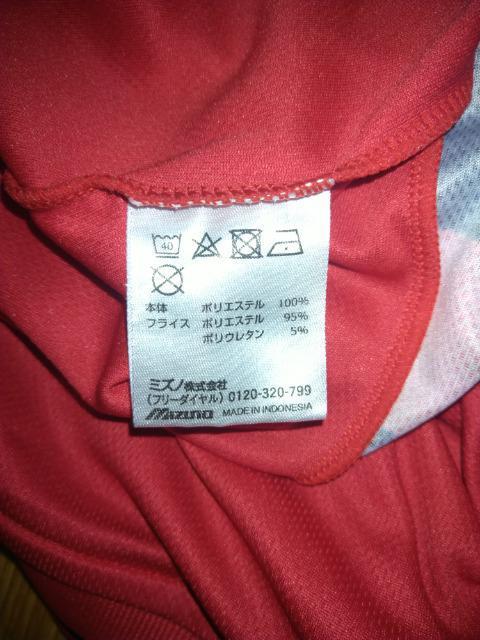 40
本体 ポリエステル 100%
フライス ポリエステル 95%
ポリウレタン 5%
ミズノ株式会社
(フリーダイヤル) 0120-320-799
Mizuno MADE IN INDONESIA